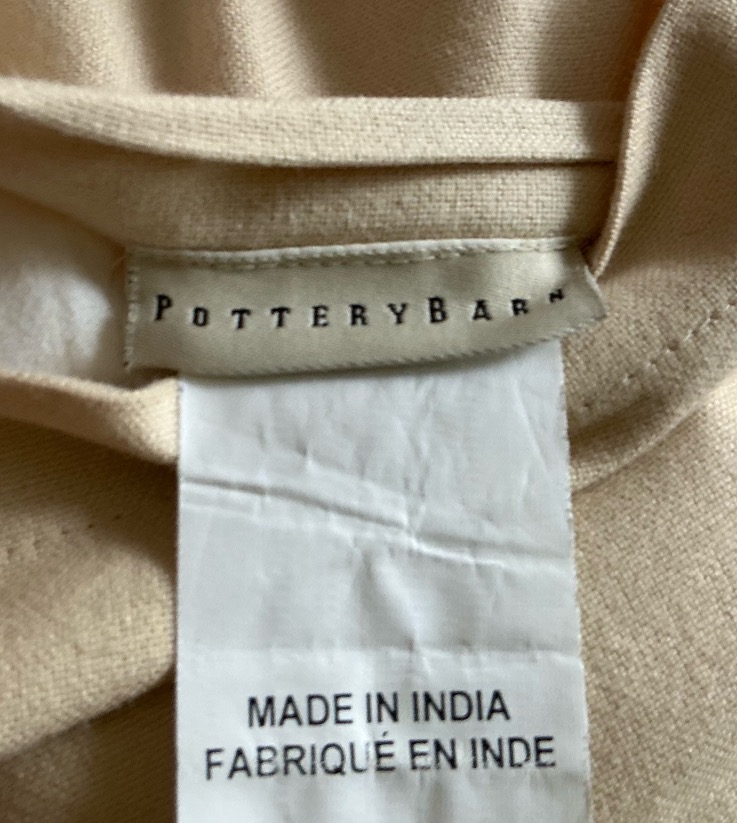 POTTERYBARN
MADE IN INDIA
FABRIQUÉ EN INDE